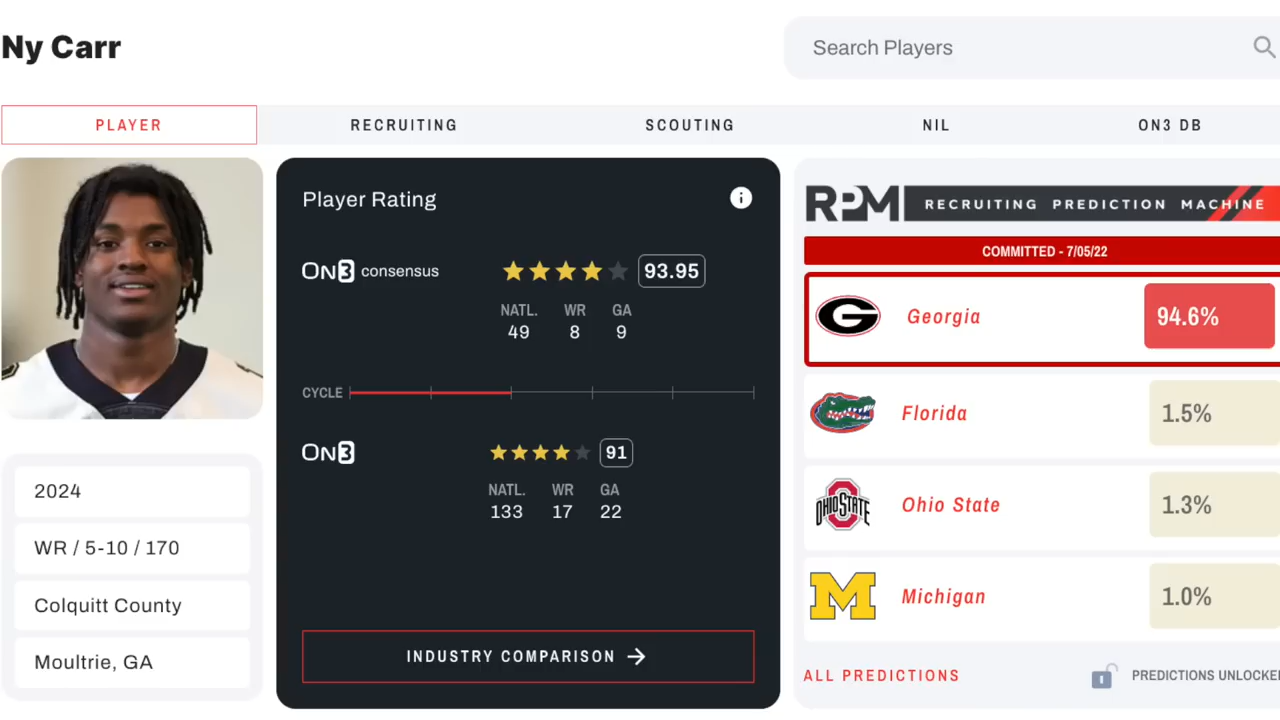 Ny Carr
Search Players
PLAYER
RECRUITING
SCOUTING
NIL
ON3 DB
2024
WR / 5-10 / 170
Colquitt County
Moultrie, GA
Player Rating
i
ON3 consensus
93.95
NATL. WR GA
49 8 9
CYCLE
ON3
91
NATL. WR GA
133 17 22
INDUSTRY COMPARISON
RPM RECRUITING PREDICTION MACHINE
COMMITTED - 7/05/22
G Georgia 94.6%
Florida 1.5%
OHIO STATE Ohio State 1.3%
M Michigan 1.0%
ALL PREDICTIONS
PREDICTIONS UNLOCKE